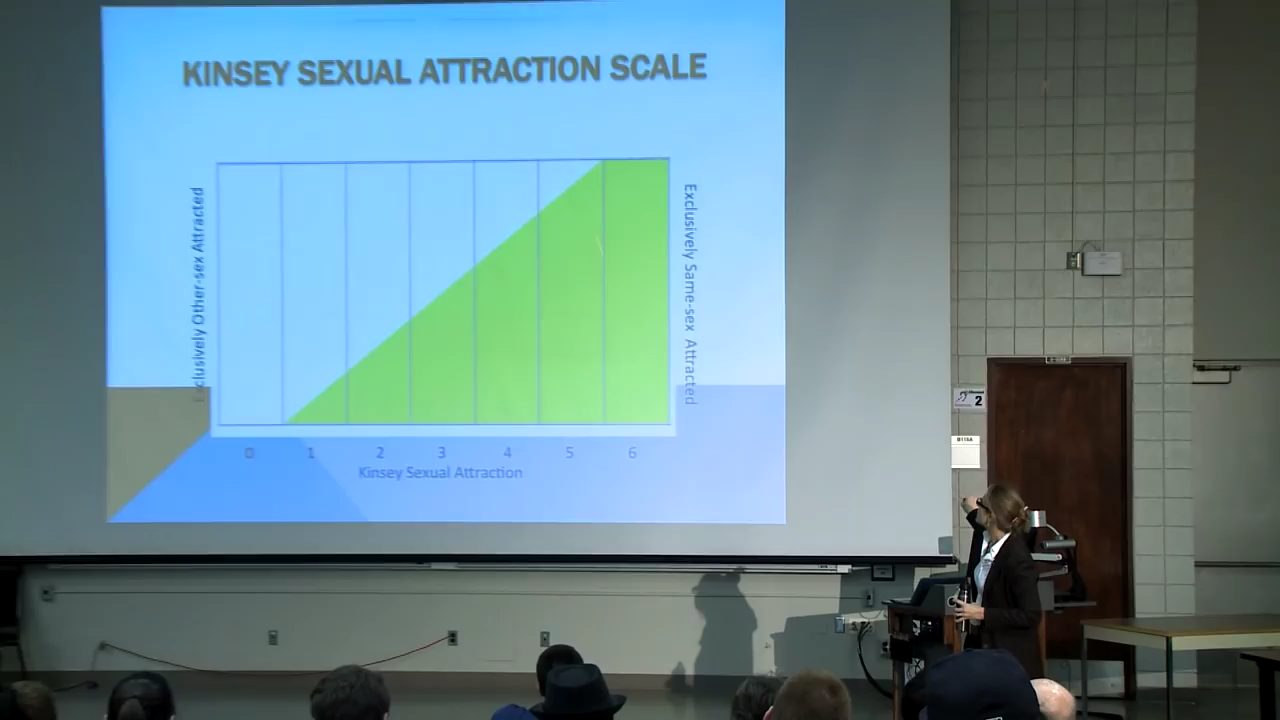 KINSEY SEXUAL ATTRACTION SCALE
Exclusively Other-sex Attracted
Exclusively Same-sex Attracted
0 1 2 3 4 5 6
Kinsey Sexual Attraction
2
B115A